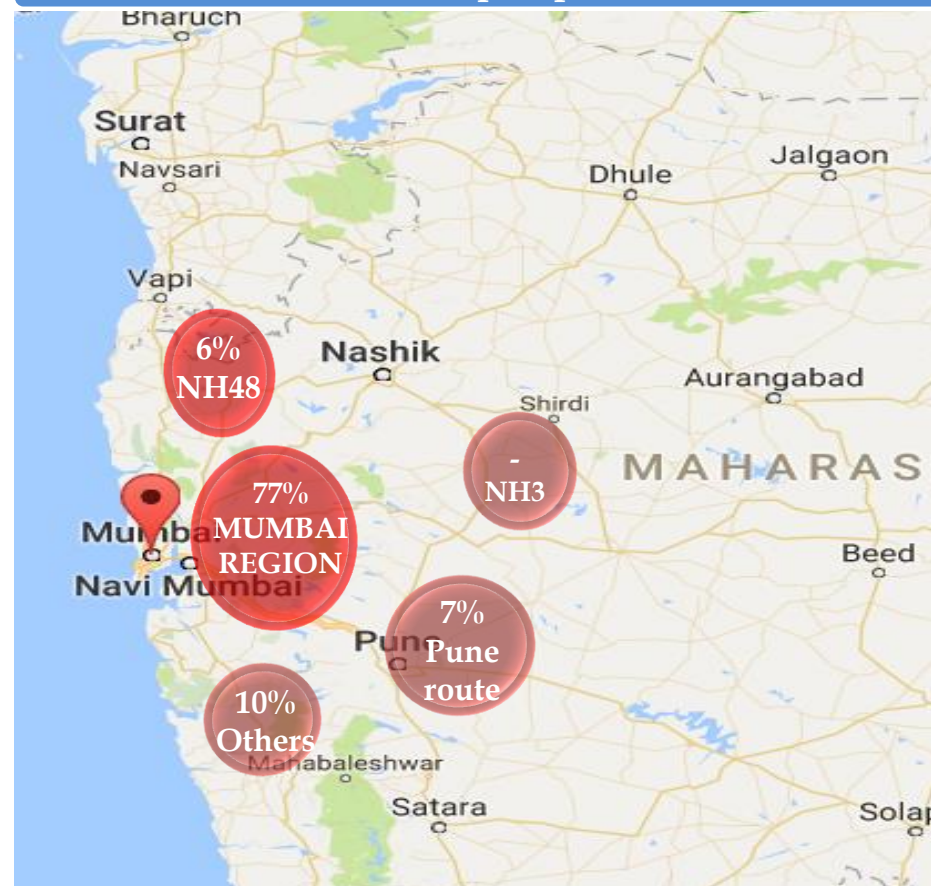 Bharuch
Surat
Navsari
Dhule
Jalgaon
Vapi
6%
NH48
Nashik
Aurangabad
Shirdi
-
NH3
MAHARAS
77%
MUMBAI
REGION
Mumba
Navi Mumbai
Beed
7%
Pune
Pune
route
10%
Others
Mahabaleshwar
Satara
Solap